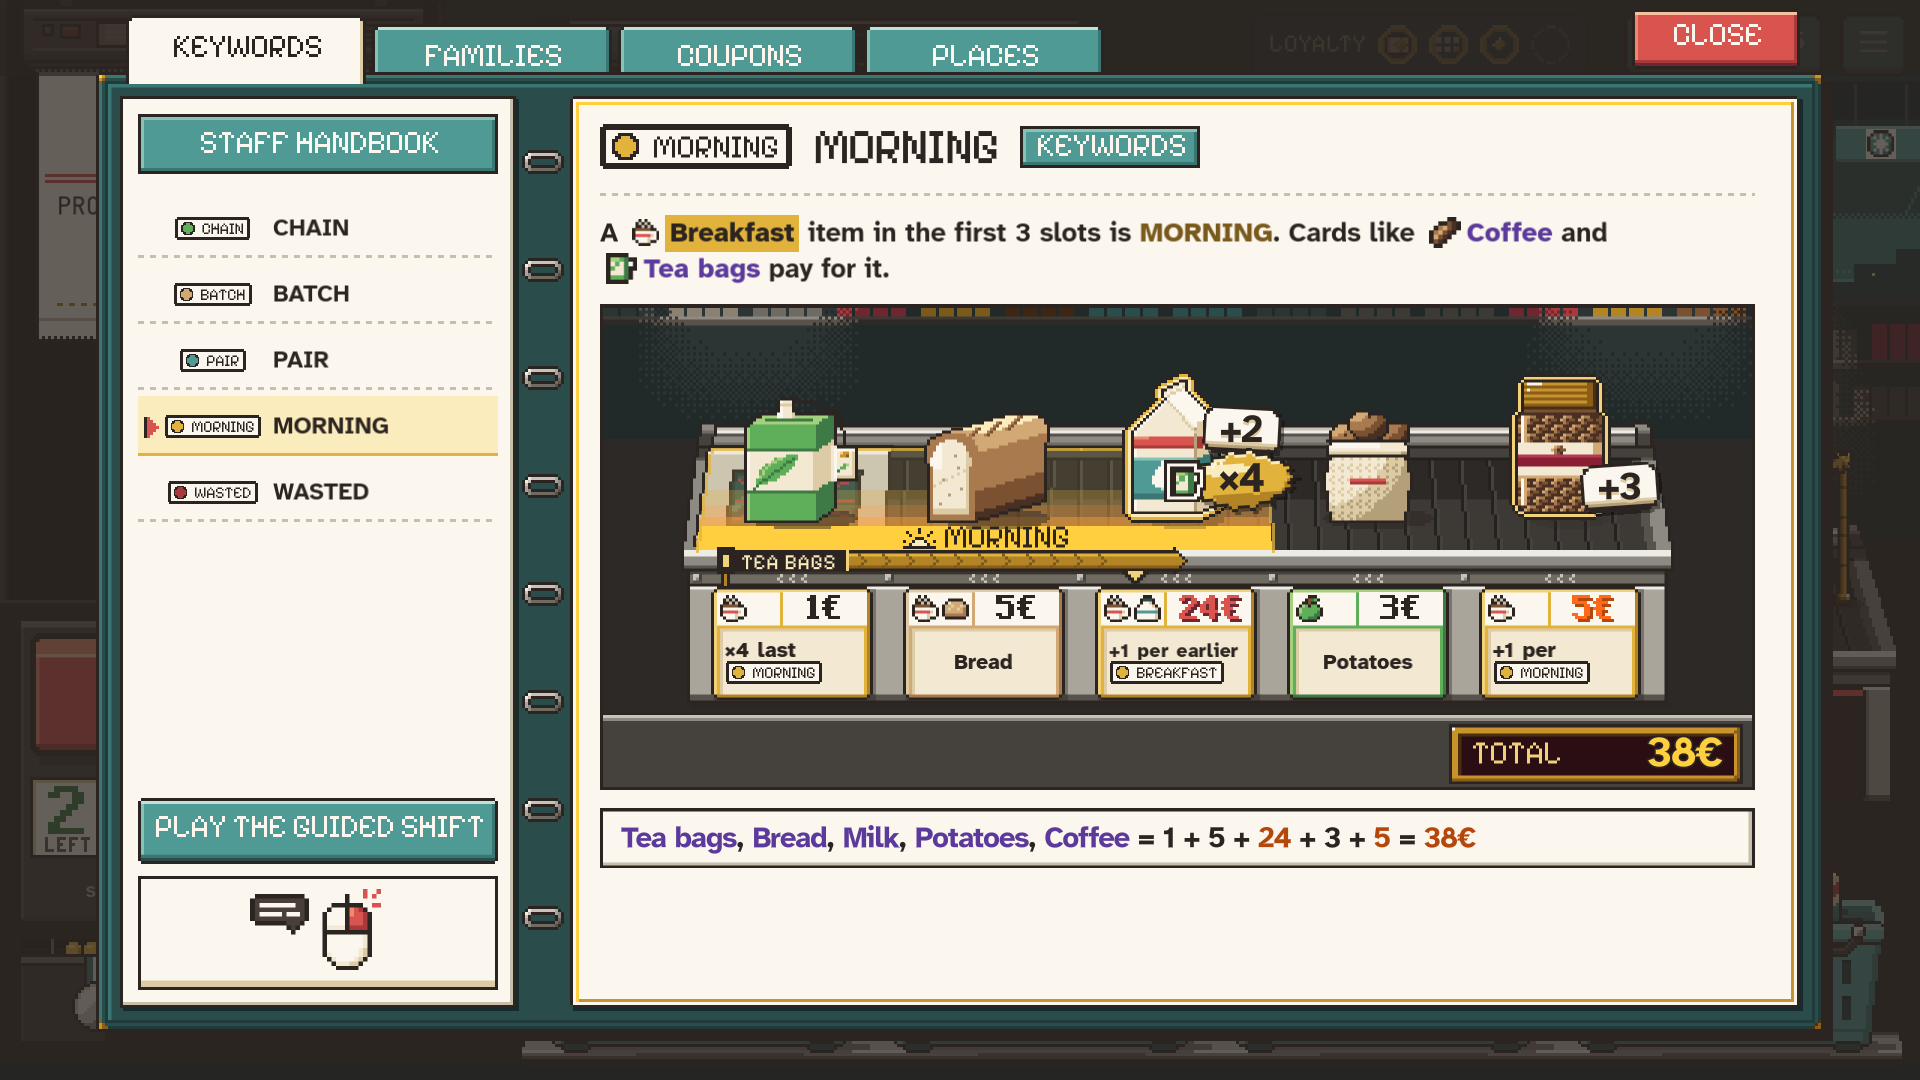 KEYWORDS
FAMILIES
COUPONS
PLACES
LOYALTY
CLOSE
STAFF HANDBOOK
CHAIN CHAIN
BATCH BATCH
PAIR PAIR
MORNING MORNING
WASTED WASTED
PLAY THE GUIDED SHIFT
PRO
2
LEFT
MORNING MORNING KEYWORDS
A Breakfast item in the first 3 slots is MORNING. Cards like Coffee and
Tea bags pay for it.
+2
×4
+3
MORNING
TEA BAGS
1€
×4 last
MORNING
5€
Bread
24€
+1 per earlier
BREAKFAST
3€
Potatoes
5€
+1 per
MORNING
TOTAL 38€
Tea bags, Bread, Milk, Potatoes, Coffee = 1 + 5 + 24 + 3 + 5 = 38€